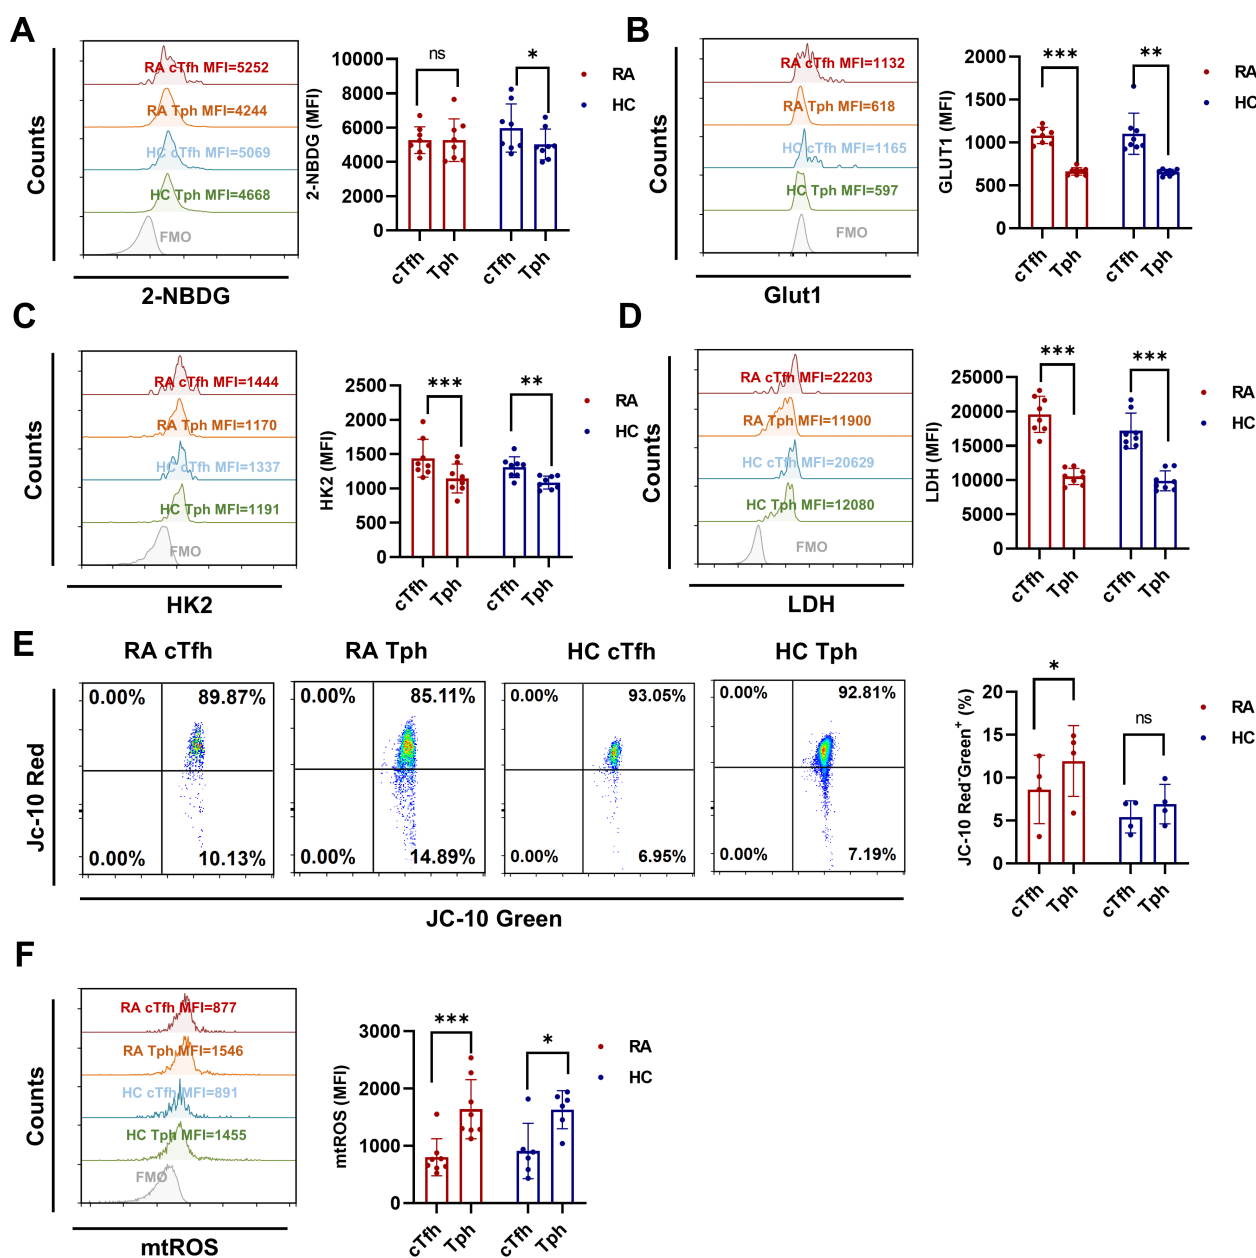 A
RA cTfh MFI=5252
RA Tph MFI=4244
HC cTfh MFI=5069
HC Tph MFI=4668
FMO
Counts
2-NBDG
2-NBDG (MFI)
10000
8000
6000
4000
2000
0
ns
*
cTfh
Tph
cTfh
Tph
RA
HC
B
RA cTfh MFI=1132
RA Tph MFI=618
HC cTfh MFI=1165
HC Tph MFI=597
FMO
Counts
Glut1
GLUT1 (MFI)
2000
1500
1000
500
0
***
**
cTfh
Tph
cTfh
Tph
RA
HC
C
RA cTfh MFI=1444
RA Tph MFI=1170
HC cTfh MFI=1337
HC Tph MFI=1191
FMO
Counts
HK2
HK2 (MFI)
2500
2000
1500
1000
500
0
***
**
cTfh
Tph
cTfh
Tph
RA
HC
D
RA cTfh MFI=22203
RA Tph MFI=11900
HC cTfh MFI=20629
HC Tph MFI=12080
FMO
Counts
LDH
LDH (MFI)
25000
20000
15000
10000
5000
0
***
***
cTfh
Tph
cTfh
Tph
RA
HC
E
RA cTfh
RA Tph
HC cTfh
HC Tph
0.00% 89.87%
0.00% 10.13%
0.00% 85.11%
0.00% 14.89%
0.00% 93.05%
0.00% 6.95%
0.00% 92.81%
0.00% 7.19%
Jc-10 Red
JC-10 Green
JC-10 Red⁻Green⁺ (%)
20
15
10
5
0
*
ns
cTfh
Tph
cTfh
Tph
RA
HC
F
RA cTfh MFI=877
RA Tph MFI=1546
HC cTfh MFI=891
HC Tph MFI=1455
FMO
Counts
mtROS
mtROS (MFI)
3000
2000
1000
0
***
*
cTfh
Tph
cTfh
Tph
RA
HC